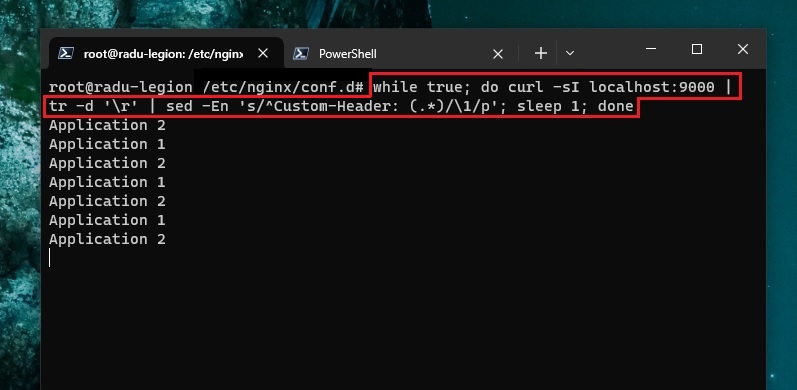 root@radu-legion: /etc/nginx
PowerShell
root@radu-legion /etc/nginx/conf.d# while true; do curl -sI localhost:9000 |
tr -d '\r' | sed -En 's/^Custom-Header: (.*)/\1/p'; sleep 1; done
Application 2
Application 1
Application 2
Application 1
Application 2
Application 1
Application 2